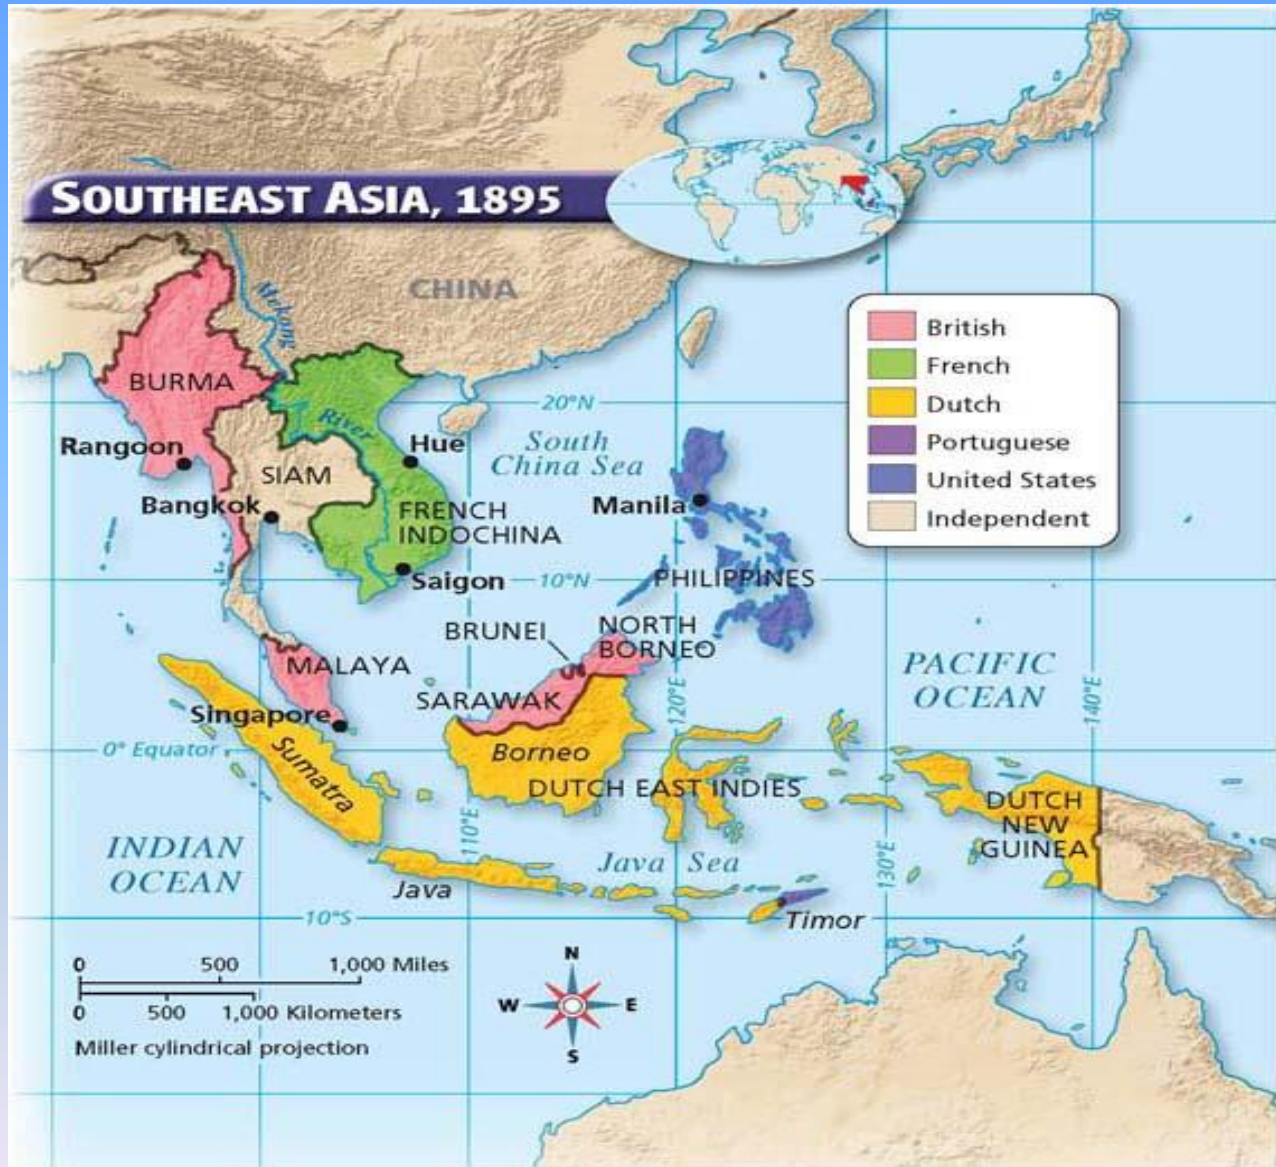 SOUTHEAST ASIA, 1895
CHINA
Mekong
River
British
French
Dutch
Portuguese
United States
Independent
BURMA
20°N
Rangoon
Hue
South
China Sea
SIAM
Bangkok
FRENCH
INDOCHINA
Manila
Saigon
10°N
PHILIPPINES
BRUNEI
NORTH
BORNEO
MALAYA
SARAWAK
PACIFIC
OCEAN
120°E
140°E
Singapore
0° Equator
Sumatra
Borneo
DUTCH EAST INDIES
DUTCH
NEW
GUINEA
110°E
130°E
INDIAN
OCEAN
Java Sea
Java
10°S
Timor
0 500 1,000 Miles
0 500 1,000 Kilometers
Miller cylindrical projection
N
W E
S